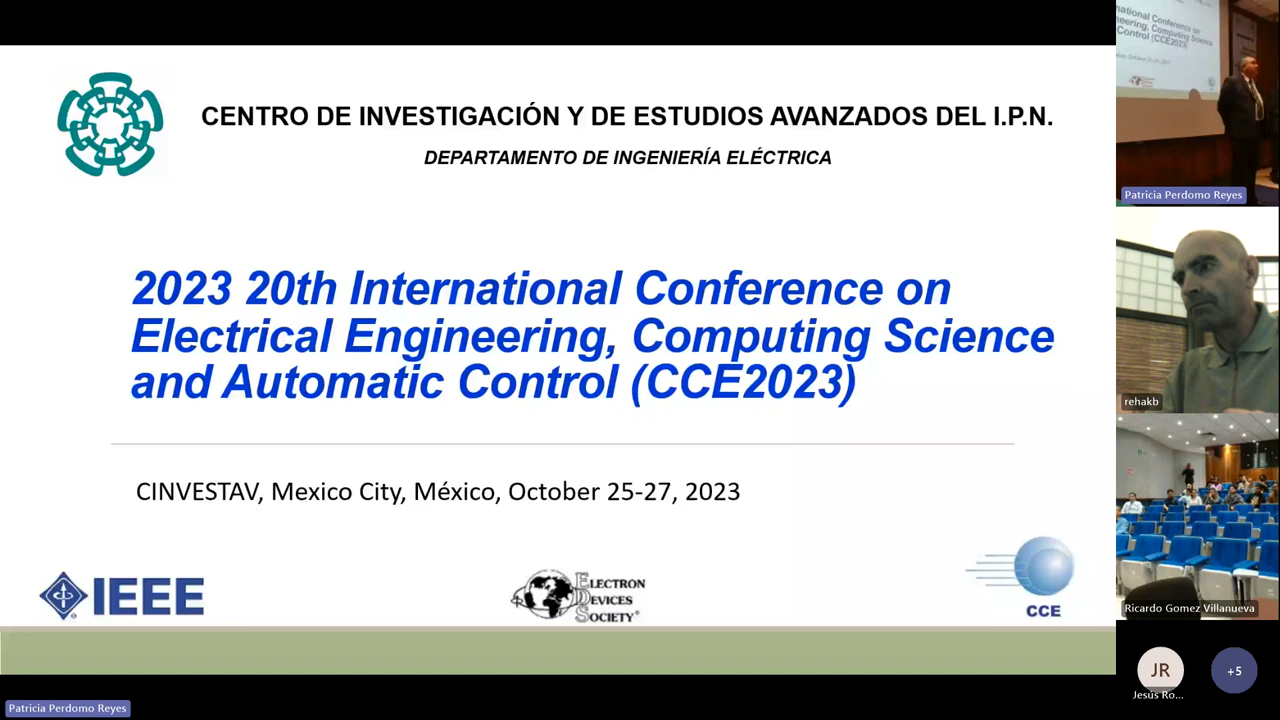 CENTRO DE INVESTIGACIÓN Y DE ESTUDIOS AVANZADOS DEL I.P.N.
DEPARTAMENTO DE INGENIERÍA ELÉCTRICA
2023 20th International Conference on
Electrical Engineering, Computing Science
and Automatic Control (CCE2023)
CINVESTAV, Mexico City, México, October 25-27, 2023
IEEE
ELECTRON
DEVICES
SOCIETY
CCE
Patricia Perdomo Reyes
Patricia Perdomo Reyes
rehakb
Ricardo Gomez Villanueva
JR
Jesús Ro...
+5